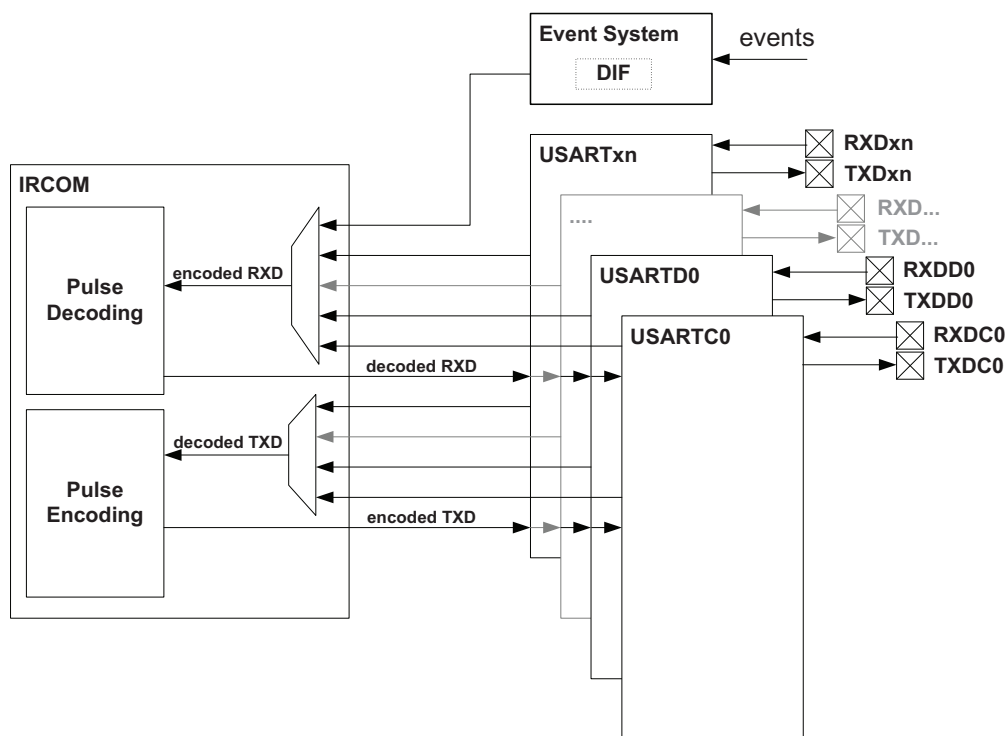 Event System
events
DIF
USARTxn
RXDxn
TXDxn
IRCOM
....
RXD...
TXD...
encoded RXD
Pulse
Decoding
USARTD0
RXDD0
TXDD0
USARTC0
RXDC0
TXDC0
decoded RXD
decoded TXD
Pulse
Encoding
encoded TXD